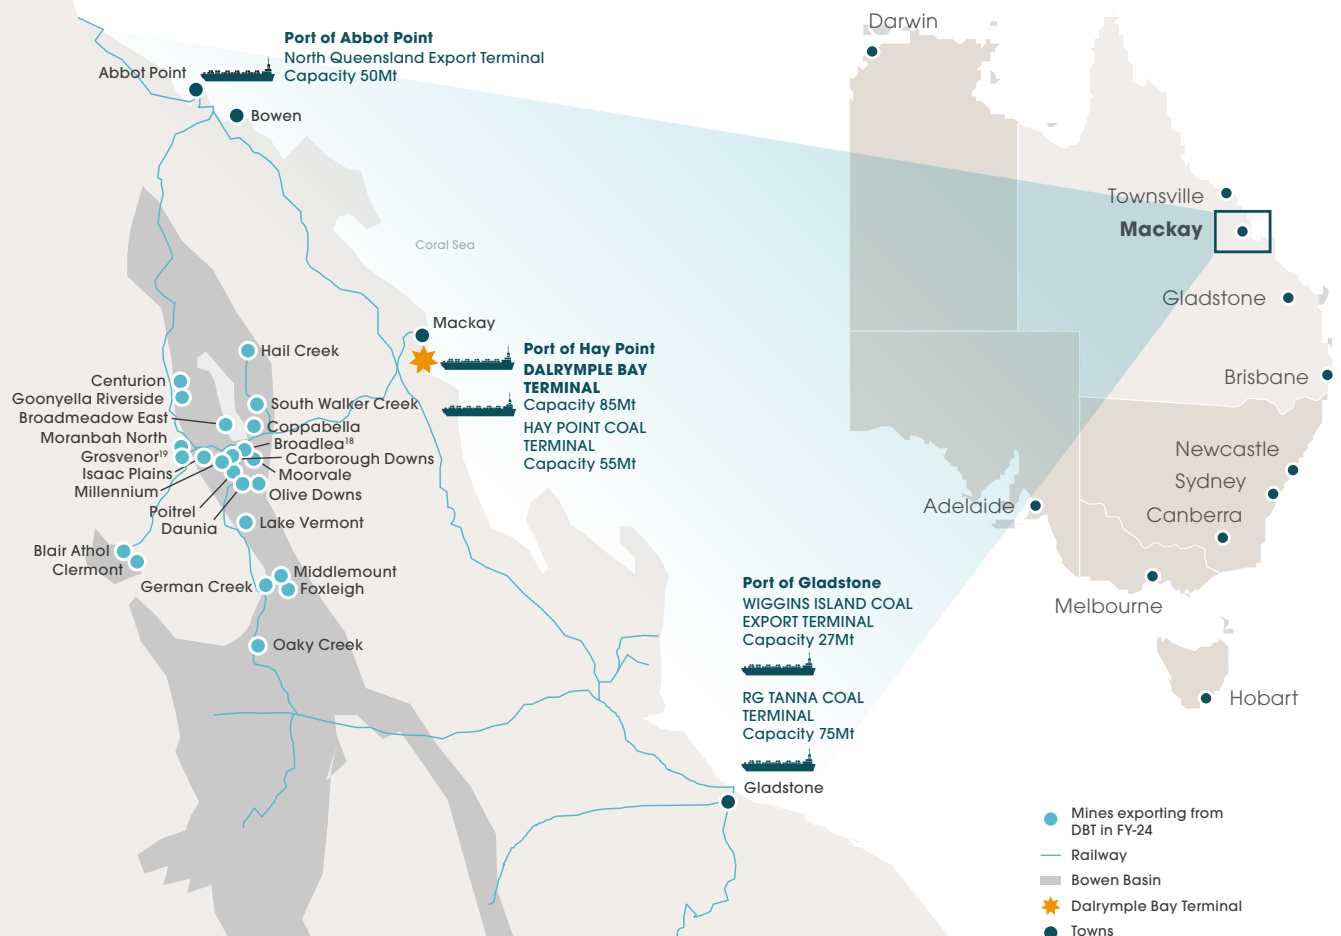 Port of Abbot Point
North Queensland Export Terminal
Capacity 50Mt
Abbot Point
Bowen
Coral Sea
Mackay
Port of Hay Point
DALRYMPLE BAY
TERMINAL
Capacity 85Mt
HAY POINT COAL
TERMINAL
Capacity 55Mt
Hail Creek
Centurion
Goonyella Riverside
South Walker Creek
Broadmeadow East
Coppabella
Moranbah North
Broadlea¹⁸
Grosvenor¹⁹
Carborough Downs
Isaac Plains
Moorvale
Millennium
Olive Downs
Poitrel
Daunia
Lake Vermont
Blair Athol
Clermont
Middlemount
German Creek
Foxleigh
Oaky Creek
Port of Gladstone
WIGGINS ISLAND COAL
EXPORT TERMINAL
Capacity 27Mt
RG TANNA COAL
TERMINAL
Capacity 75Mt
Gladstone
Darwin
Townsville
Mackay
Gladstone
Brisbane
Newcastle
Sydney
Adelaide
Canberra
Melbourne
Hobart
Mines exporting from
DBT in FY-24
Railway
Bowen Basin
Dalrymple Bay Terminal
Towns